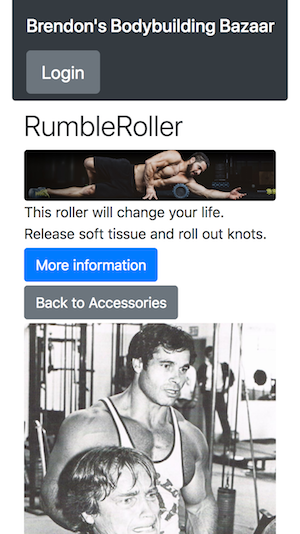 Brendon's Bodybuilding Bazaar
Login
RumbleRoller
This roller will change your life.
Release soft tissue and roll out knots.
More information
Back to Accessories